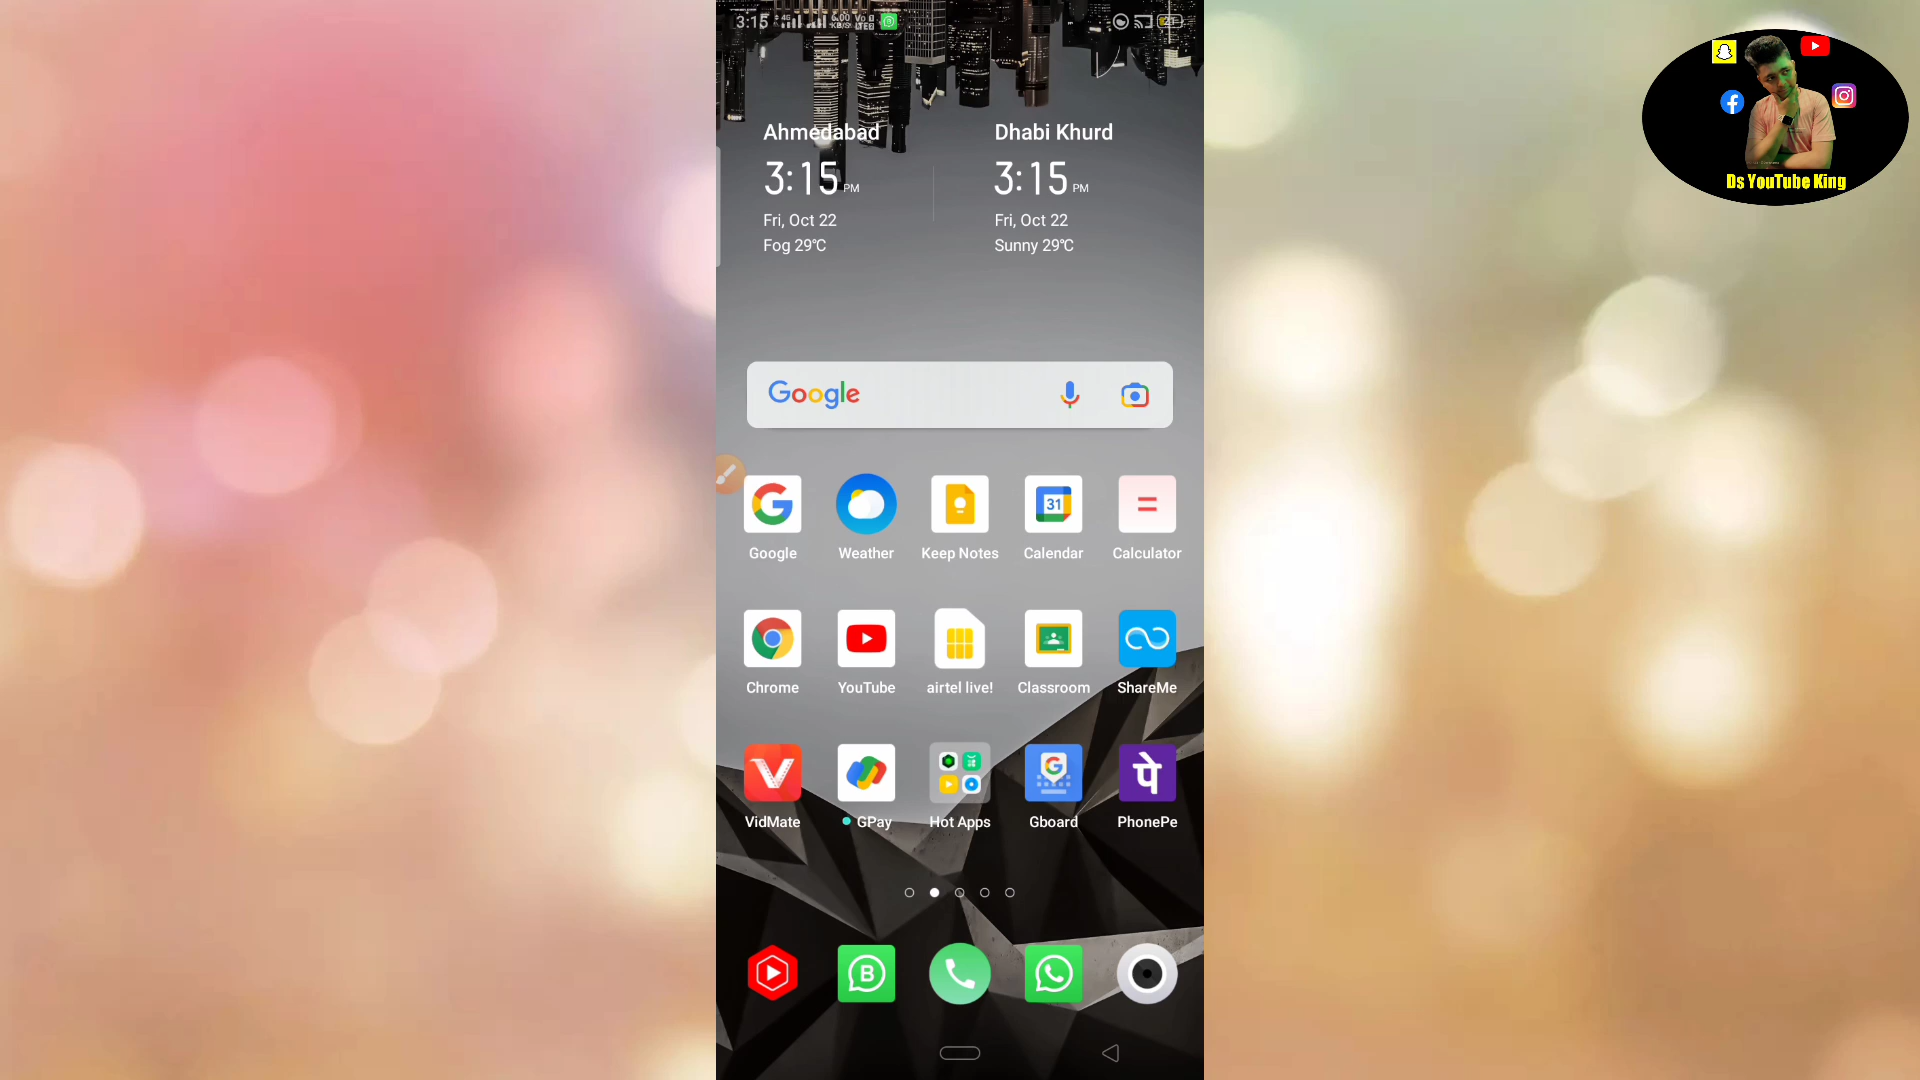 3:15
Ahmedabad
3:15 PM
Fri, Oct 22
Fog 29℃
Dhabi Khurd
3:15 PM
Fri, Oct 22
Sunny 29℃
Google
31
Google Weather Keep Notes Calendar Calculator
Chrome YouTube airtel live! Classroom ShareMe
पे
VidMate GPay Hot Apps Gboard PhonePe
B
Ds YouTube King